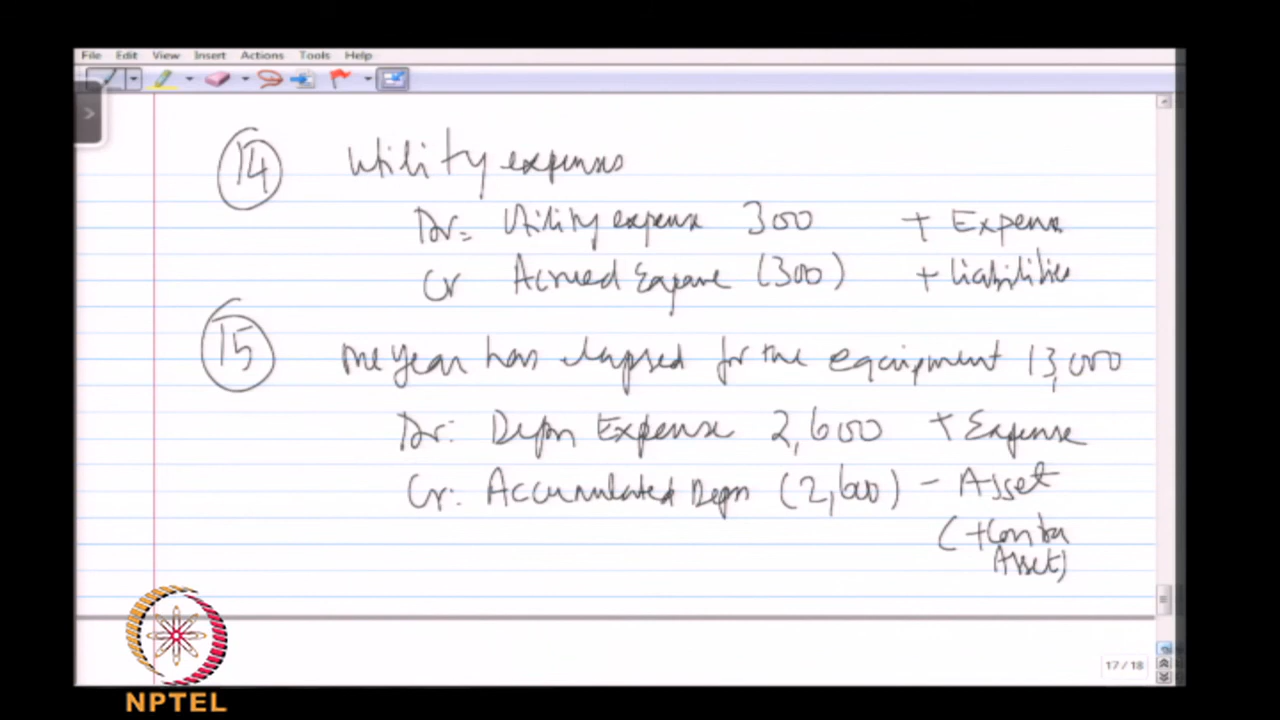 File Edit View Insert Actions Tools Help
14 Utility expenses
Dr: Utility expense 300 + Expense
Cr Accrued Expense (300) + Liabilities
15 One year has elapsed for the equipment 13,000
Dr: Depn Expense 2,600 + Expense
Cr: Accumulated Depn (2,600) - Asset
(+ Contra
Asset)
17 / 18
NPTEL